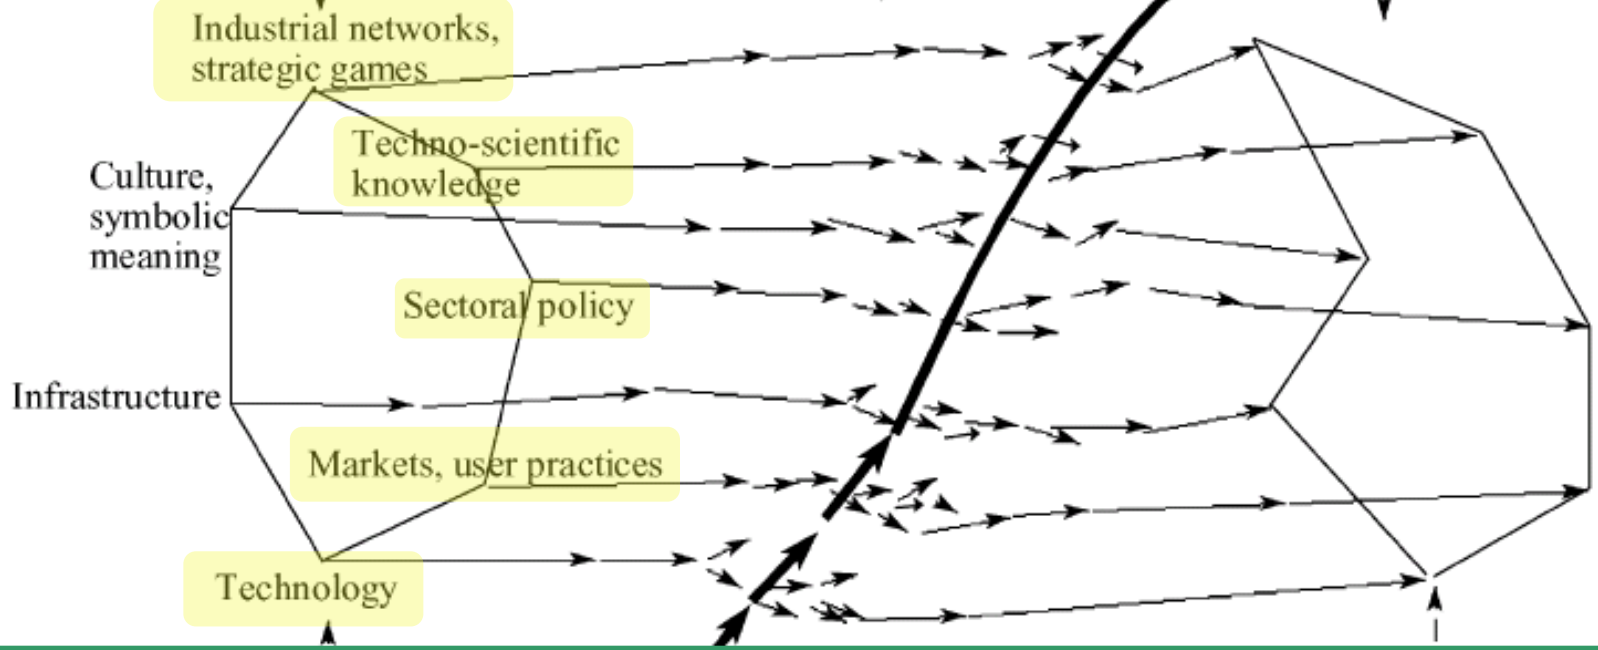 Industrial networks,
strategic games
Techno-scientific
knowledge
Culture,
symbolic
meaning
Sectoral policy
Infrastructure
Markets, user practices
Technology